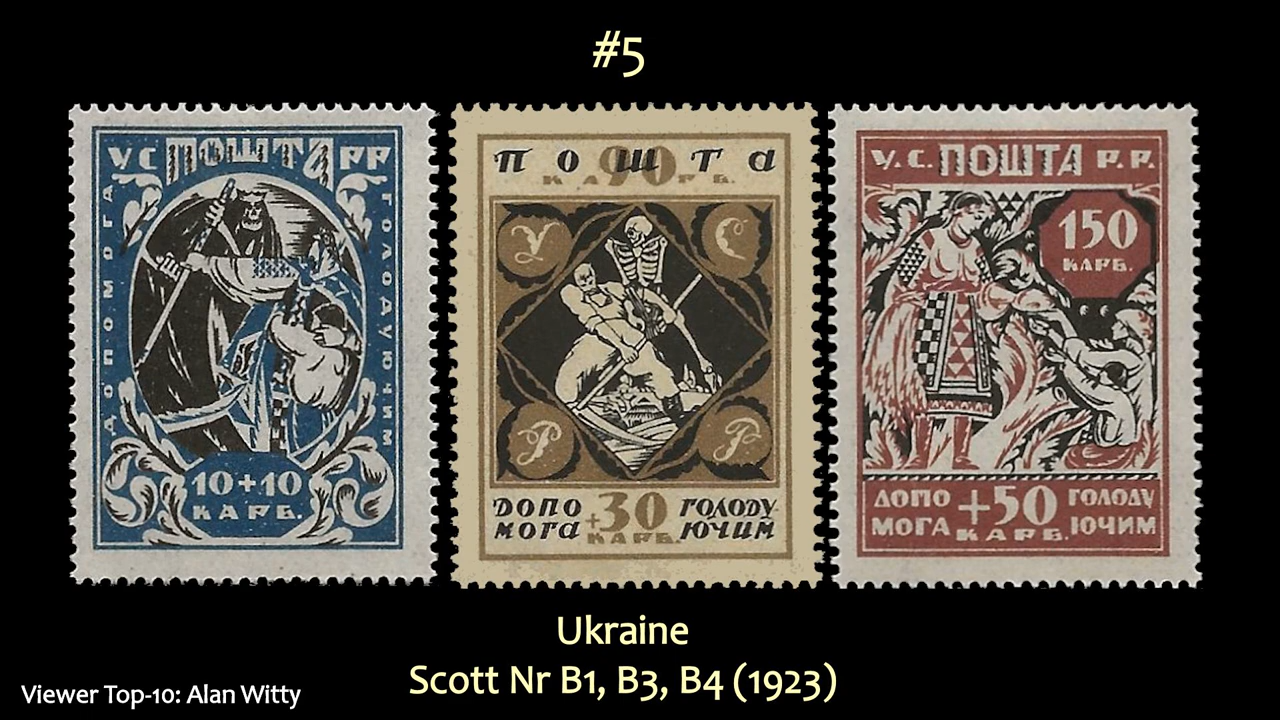 #5
У.С. ПОШТА Р.Р.
ДОПОМОГА
ГОЛОДУЮЧИМ
10+10
КАРБ.
пошта
90
КАРБ.
У С
Р Р
ДОПО +30 ГОЛОДУ
МОГА КАРБ. ЮЧИМ
У.С. ПОШТА Р.Р.
150
КАРБ.
ДОПО +50 ГОЛОДУ
МОГА КАРБ. ЮЧИМ
Ukraine
Scott Nr B1, B3, B4 (1923)
Viewer Top-10: Alan Witty